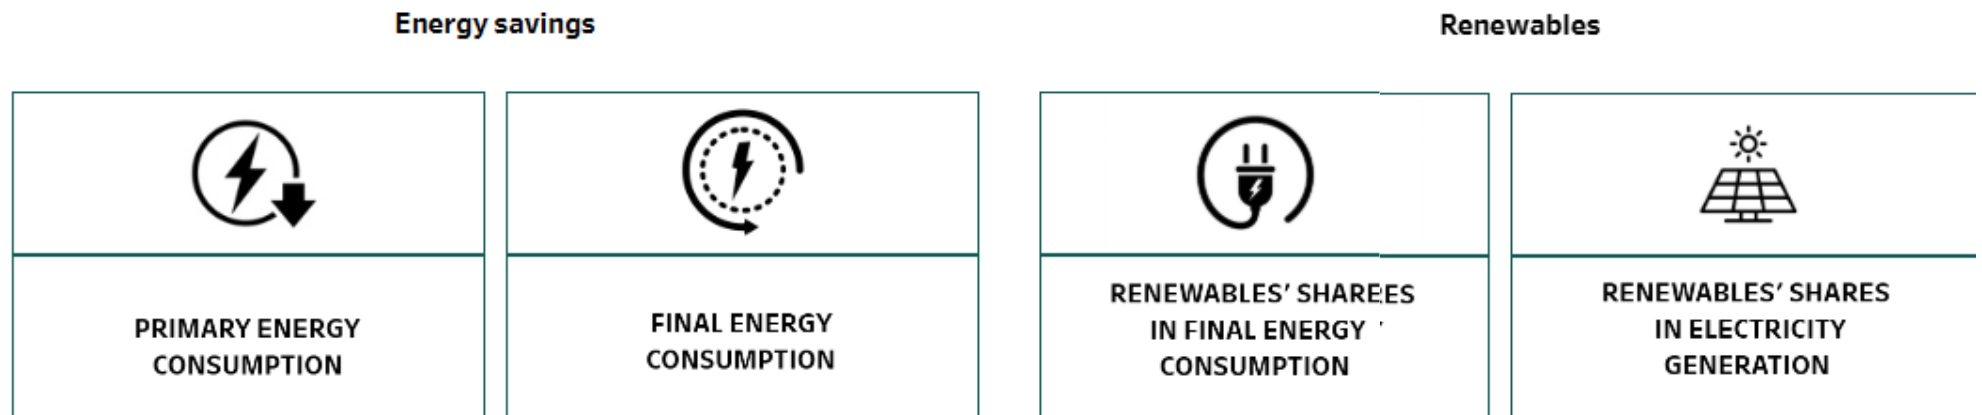 Energy savings
Renewables
PRIMARY ENERGY
CONSUMPTION
FINAL ENERGY
CONSUMPTION
RENEWABLES’ SHAREES
IN FINAL ENERGY
CONSUMPTION
RENEWABLES’ SHARES
IN ELECTRICITY
GENERATION